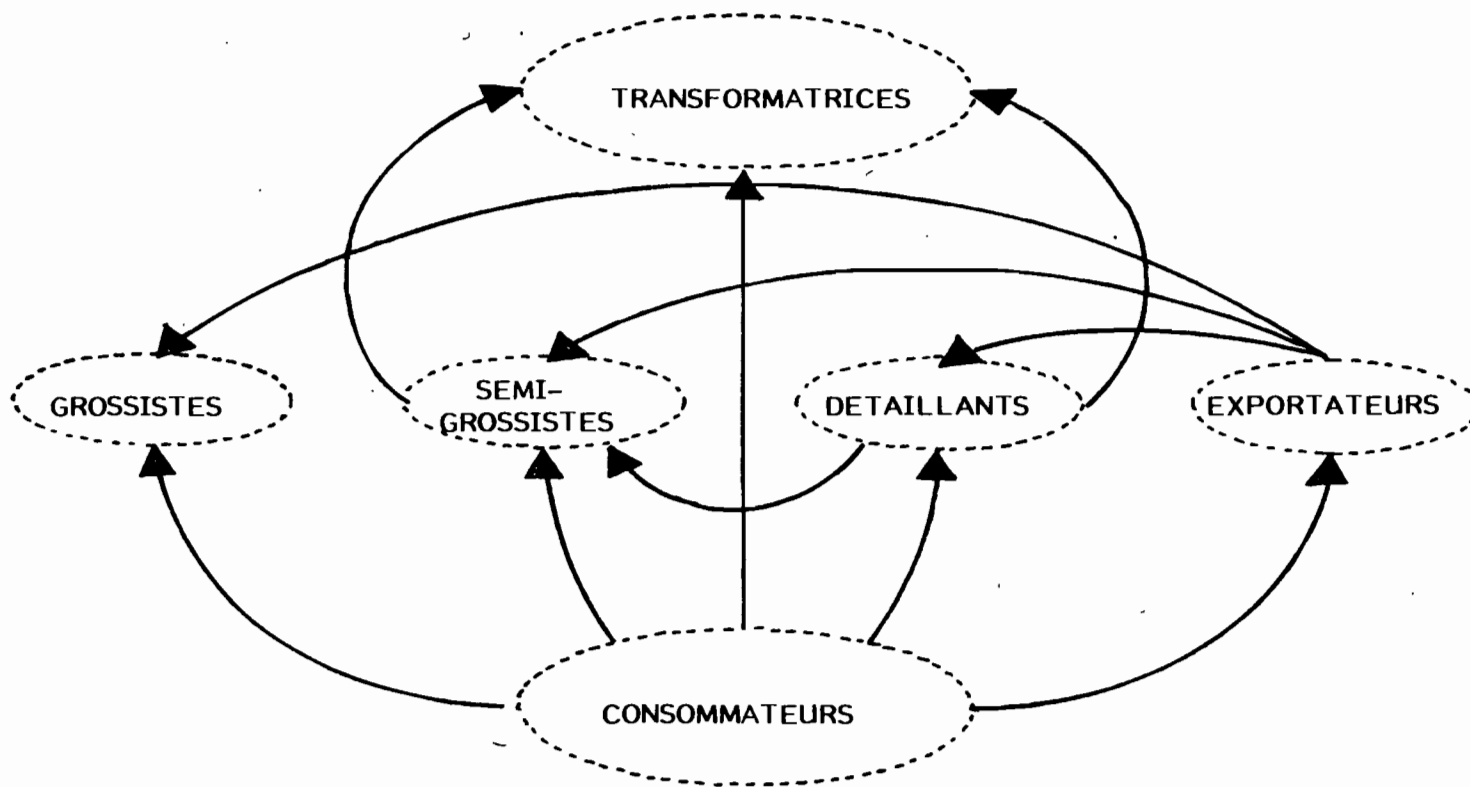 TRANSFORMATRICES
GROSSISTES
SEMI-
GROSSISTES
DETAILLANTS
EXPORTATEURS
CONSOMMATEURS